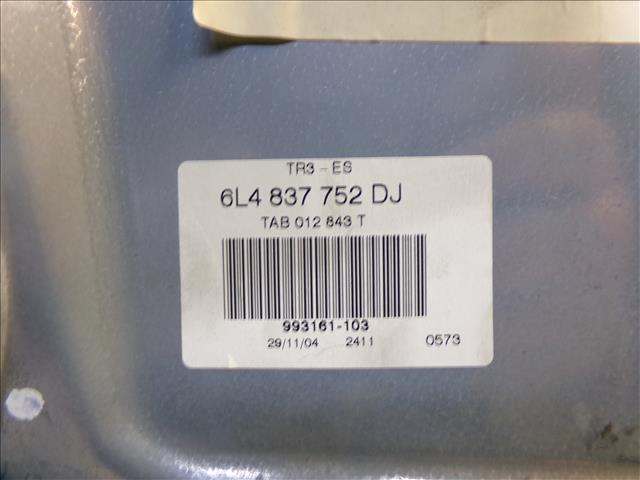 TR3 - ES
6L4 837 752 DJ
TAB 012 843 T
993161-103
29/11/04 2411 0573